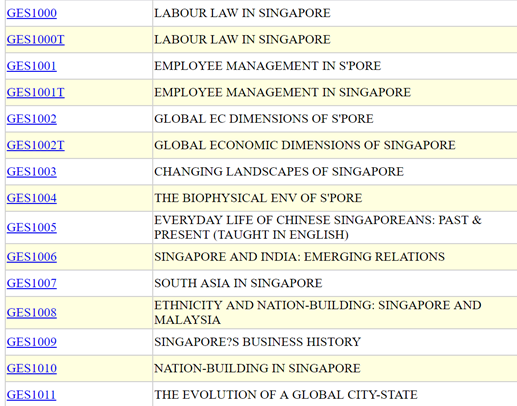 GES1000 LABOUR LAW IN SINGAPORE
GES1000T LABOUR LAW IN SINGAPORE
GES1001 EMPLOYEE MANAGEMENT IN S'PORE
GES1001T EMPLOYEE MANAGEMENT IN SINGAPORE
GES1002 GLOBAL EC DIMENSIONS OF S'PORE
GES1002T GLOBAL ECONOMIC DIMENSIONS OF SINGAPORE
GES1003 CHANGING LANDSCAPES OF SINGAPORE
GES1004 THE BIOPHYSICAL ENV OF S'PORE
GES1005 EVERYDAY LIFE OF CHINESE SINGAPOREANS: PAST &
PRESENT (TAUGHT IN ENGLISH)
GES1006 SINGAPORE AND INDIA: EMERGING RELATIONS
GES1007 SOUTH ASIA IN SINGAPORE
GES1008 ETHNICITY AND NATION-BUILDING: SINGAPORE AND
MALAYSIA
GES1009 SINGAPORE?S BUSINESS HISTORY
GES1010 NATION-BUILDING IN SINGAPORE
GES1011 THE EVOLUTION OF A GLOBAL CITY-STATE